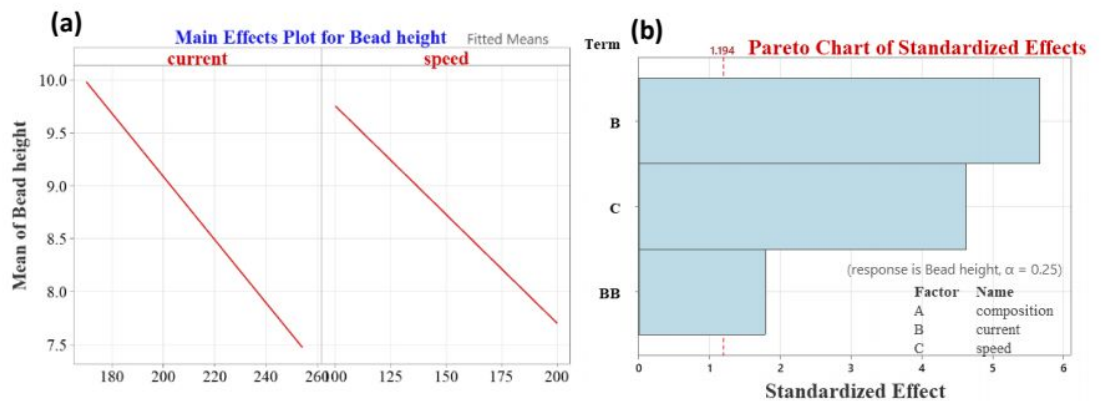 (a)
Main Effects Plot for Bead height
Fitted Means
current speed
Mean of Bead height
10.0
9.5
9.0
8.5
8.0
7.5
180 200 220 240 260 100 125 150 175 200
(b)
Term
1.194
Pareto Chart of Standardized Effects
B
C
BB
(response is Bead height, α = 0.25)
Factor Name
A composition
B current
C speed
0 1 2 3 4 5 6
Standardized Effect